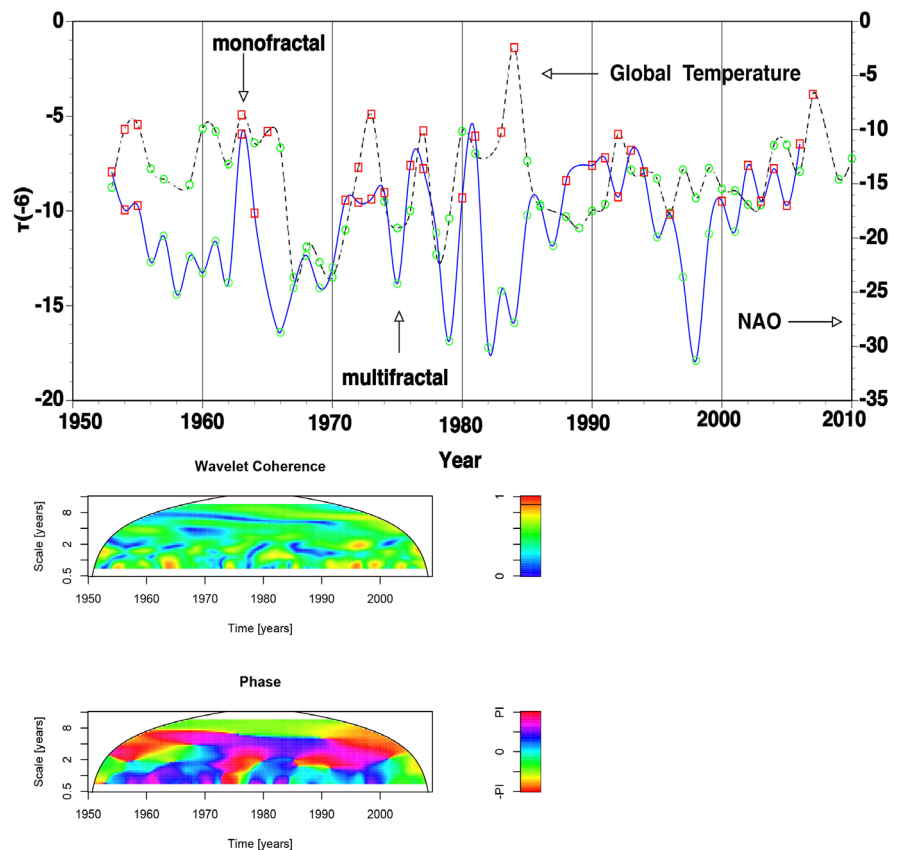 0 0
monofractal
Global Temperature
-5 -5
-10
τ(-6)
-10 -15
-20
-15 -25
NAO
-30
multifractal
-20 -35
1950 1960 1970 1980 1990 2000 2010
Year
Wavelet Coherence
Scale [years]
8
2
0.5
1950 1960 1970 1980 1990 2000
Time [years]
1
0
Phase
Scale [years]
8
2
0.5
1950 1960 1970 1980 1990 2000
Time [years]
PI
0
-PI